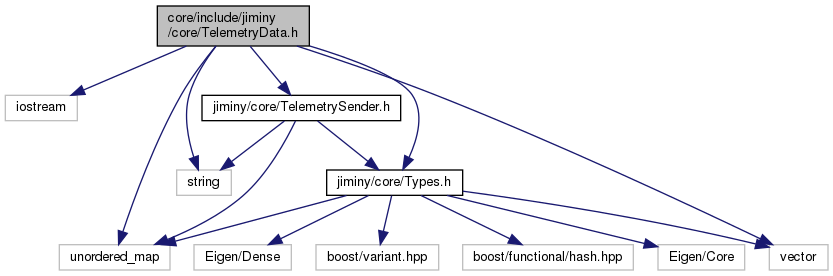 core/include/jiminy
/core/TelemetryData.h
iostream
jiminy/core/TelemetrySender.h
string
jiminy/core/Types.h
unordered_map
Eigen/Dense
boost/variant.hpp
boost/functional/hash.hpp
Eigen/Core
vector